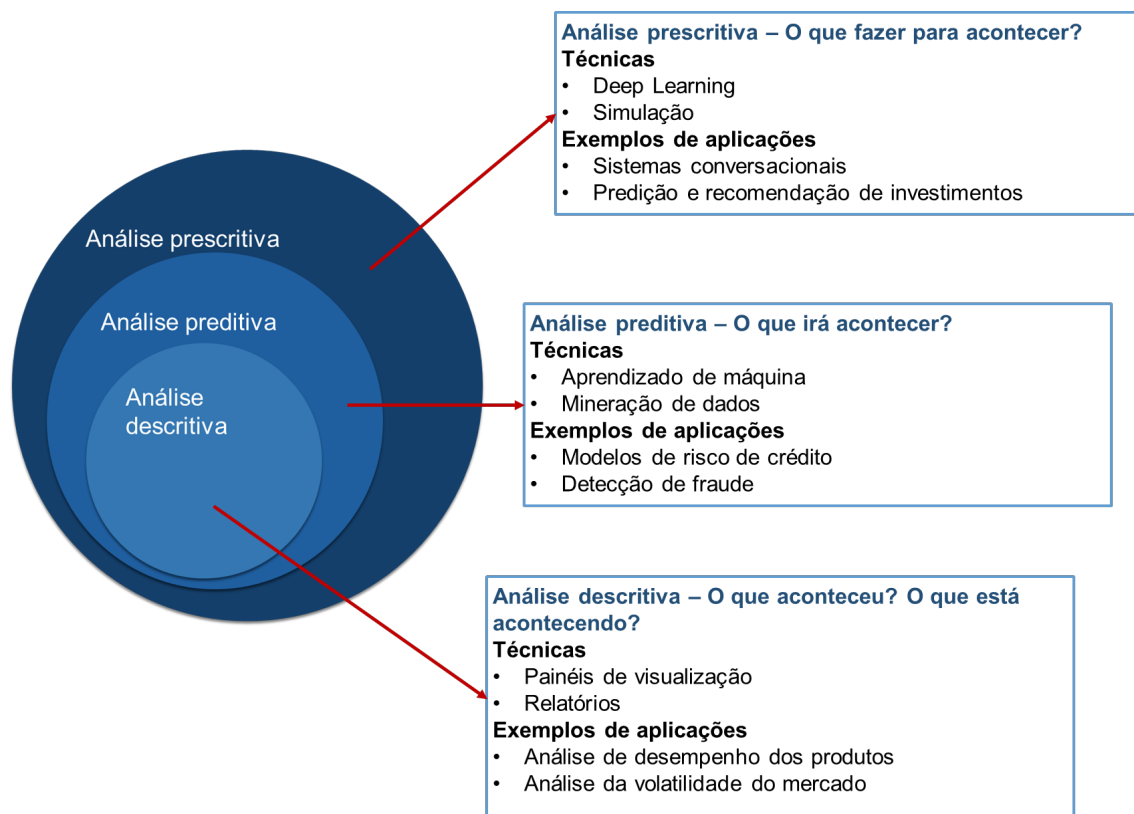 Análise prescritiva – O que fazer para acontecer?
Técnicas
• Deep Learning
• Simulação
Exemplos de aplicações
• Sistemas conversacionais
• Predição e recomendação de investimentos
Análise prescritiva
Análise preditiva
Análise
descritiva
Análise preditiva – O que irá acontecer?
Técnicas
• Aprendizado de máquina
• Mineração de dados
Exemplos de aplicações
• Modelos de risco de crédito
• Detecção de fraude
Análise descritiva – O que aconteceu? O que está
acontecendo?
Técnicas
• Painéis de visualização
• Relatórios
Exemplos de aplicações
• Análise de desempenho dos produtos
• Análise da volatilidade do mercado